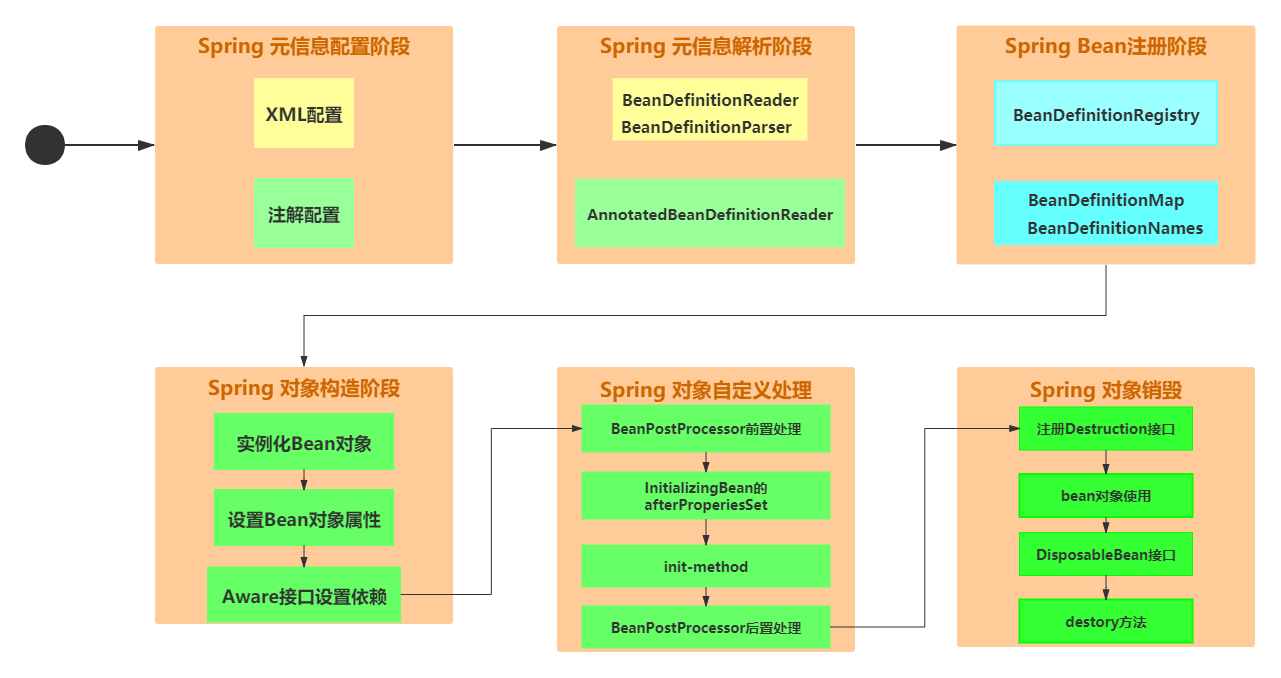 Spring 元信息配置阶段
XML配置
注解配置
Spring 元信息解析阶段
BeanDefinitionReader
BeanDefinitionParser
AnnotatedBeanDefinitionReader
Spring Bean注册阶段
BeanDefinitionRegistry
BeanDefinitionMap
BeanDefinitionNames
Spring 对象构造阶段
实例化Bean对象
设置Bean对象属性
Aware接口设置依赖
Spring 对象自定义处理
BeanPostProcessor前置处理
InitializingBean的
afterProperiesSet
init-method
BeanPostProcessor后置处理
Spring 对象销毁
注册Destruction接口
bean对象使用
DisposableBean接口
destory方法